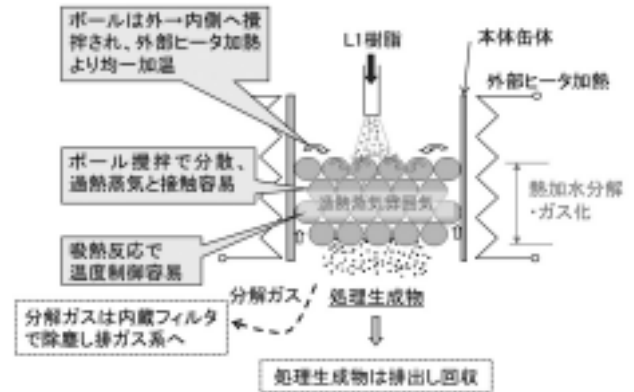 ボールは外→内側へ攪
拌され、外部ヒータ加熱
より均一加温
L1樹脂
本体缶体
外部ヒータ加熱
ボール攪拌で分散、
過熱蒸気と接触容易
過熱蒸気雰囲気
熱加水分解
・ガス化
吸熱反応で
温度制御容易
分解ガス
処理生成物
分解ガスは内蔵フィルタ
で除塵し排ガス系へ
処理生成物は排出し回収